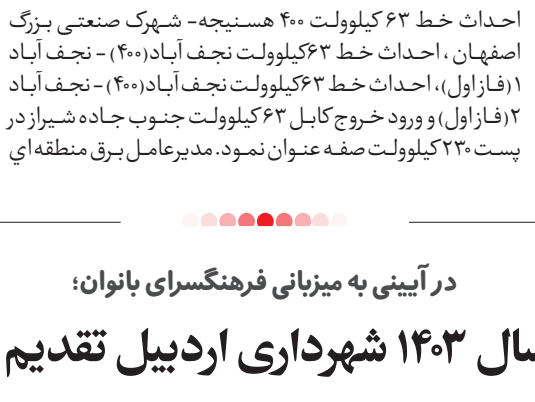 احداث خط ۶۳ کیلوولت ۴۰۰ هسنیجه- شهرک صنعتی بزرگ
اصفهان ، احداث خط ۶۳کیلوولت نجف آباد(۴۰۰) - نجف آباد
۱(فاز اول)، احداث خط ۶۳کیلوولت نجف آباد(۴۰۰) - نجف آباد
۲(فاز اول) و ورود خروج کابل ۶۳ کیلوولت جنوب جاده شیراز در
پست ۲۳۰کیلوولت صفه عنوان نمود. مدیرعامل برق منطقه اي
در آیینی به میزبانی فرهنگسرای بانوان؛
سال ۱۴۰۳ شهرداری اردبیل تقدیم